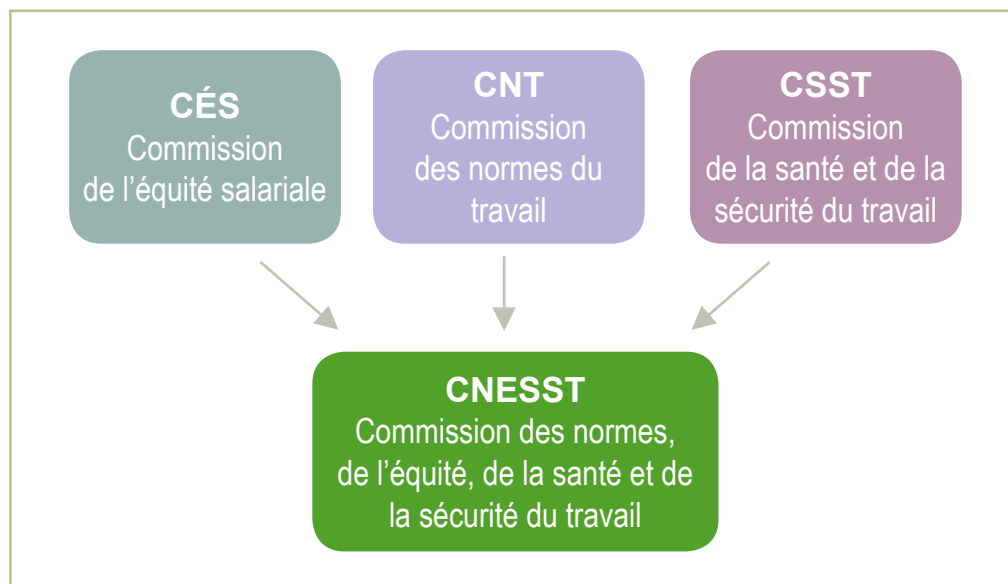 CÉS
Commission
de l’équité salariale
CNT
Commission
des normes du
travail
CSST
Commission
de la santé et de la
sécurité du travail
CNESST
Commission des normes,
de l’équité, de la santé et de
la sécurité du travail